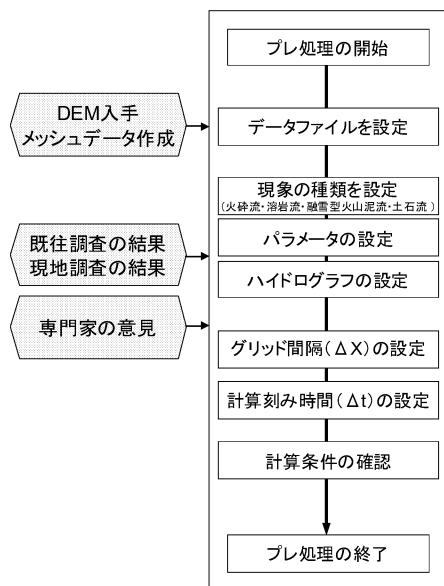 プレ処理の開始
DEM入手
メッシュデータ作成
データファイルを設定
現象の種類を設定
(火砕流・溶岩流・融雪型火山泥流・土石流)
既往調査の結果
現地調査の結果
パラメータの設定
ハイドログラフの設定
専門家の意見
グリッド間隔(ΔX)の設定
計算刻み時間(Δt)の設定
計算条件の確認
プレ処理の終了